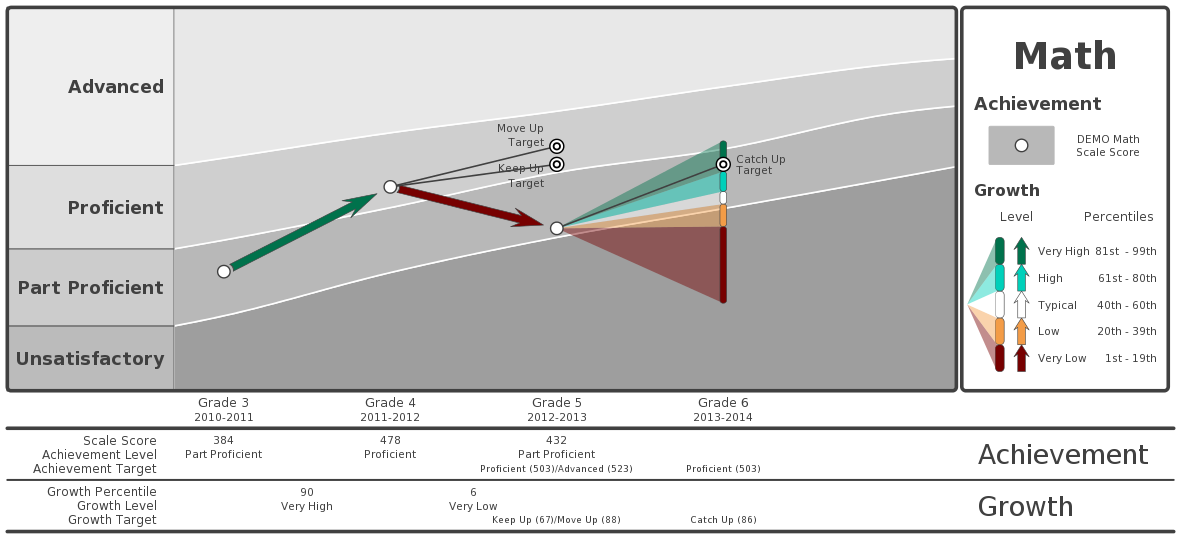 Advanced
Proficient
Part Proficient
Unsatisfactory
Move Up
Target
Keep Up
Target
Catch Up
Target
Math
Achievement
DEMO Math
Scale Score
Growth
Level Percentiles
Very High 81st - 99th
High 61st - 80th
Typical 40th - 60th
Low 20th - 39th
Very Low 1st - 19th
Grade 3 Grade 4 Grade 5 Grade 6
2010-2011 2011-2012 2012-2013 2013-2014
Scale Score 384 478 432
Achievement Level Part Proficient Proficient Part Proficient
Achievement Target Proficient (503)/Advanced (523) Proficient (503)
Achievement
Growth Percentile 90 6
Growth Level Very High Very Low
Growth Target Keep Up (67)/Move Up (88) Catch Up (86)
Growth